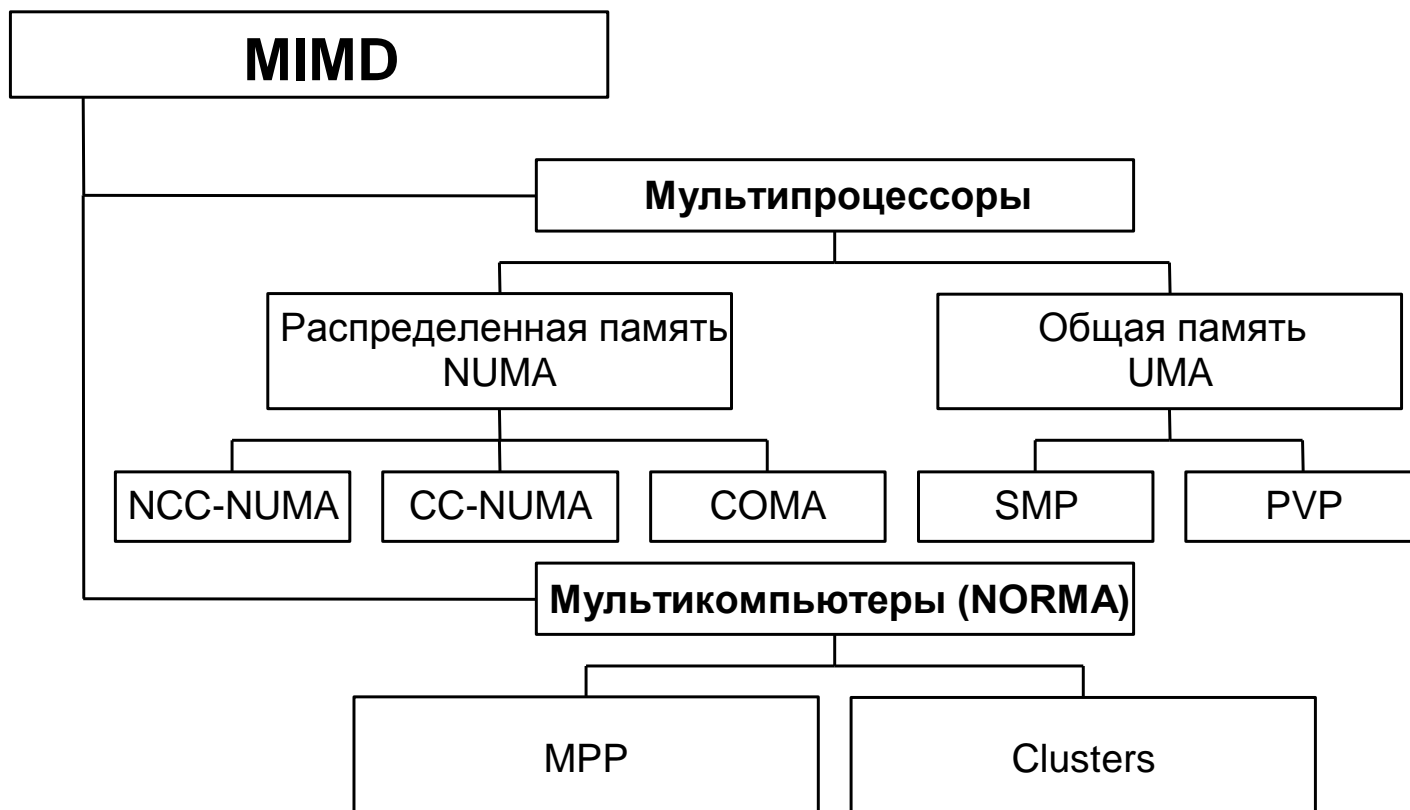 MIMD
Мультипроцессоры
Распределенная память
NUMA
Общая память
UMA
NCC-NUMA
CC-NUMA
COMA
SMP
PVP
Мультикомпьютеры (NORMA)
MPP
Clusters